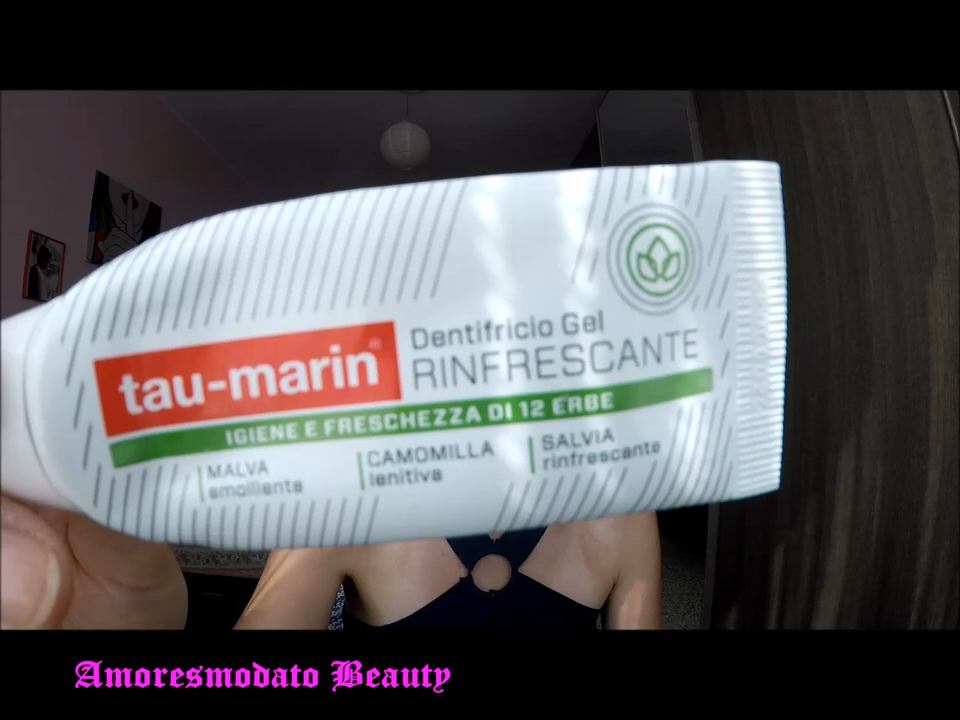 tau-marin®
Dentifricio Gel
RINFRESCANTE
IGIENE E FRESCHEZZA DI 12 ERBE
MALVA
emolliente
CAMOMILLA
lenitiva
SALVIA
rinfrescante
Amoresmodato Beauty